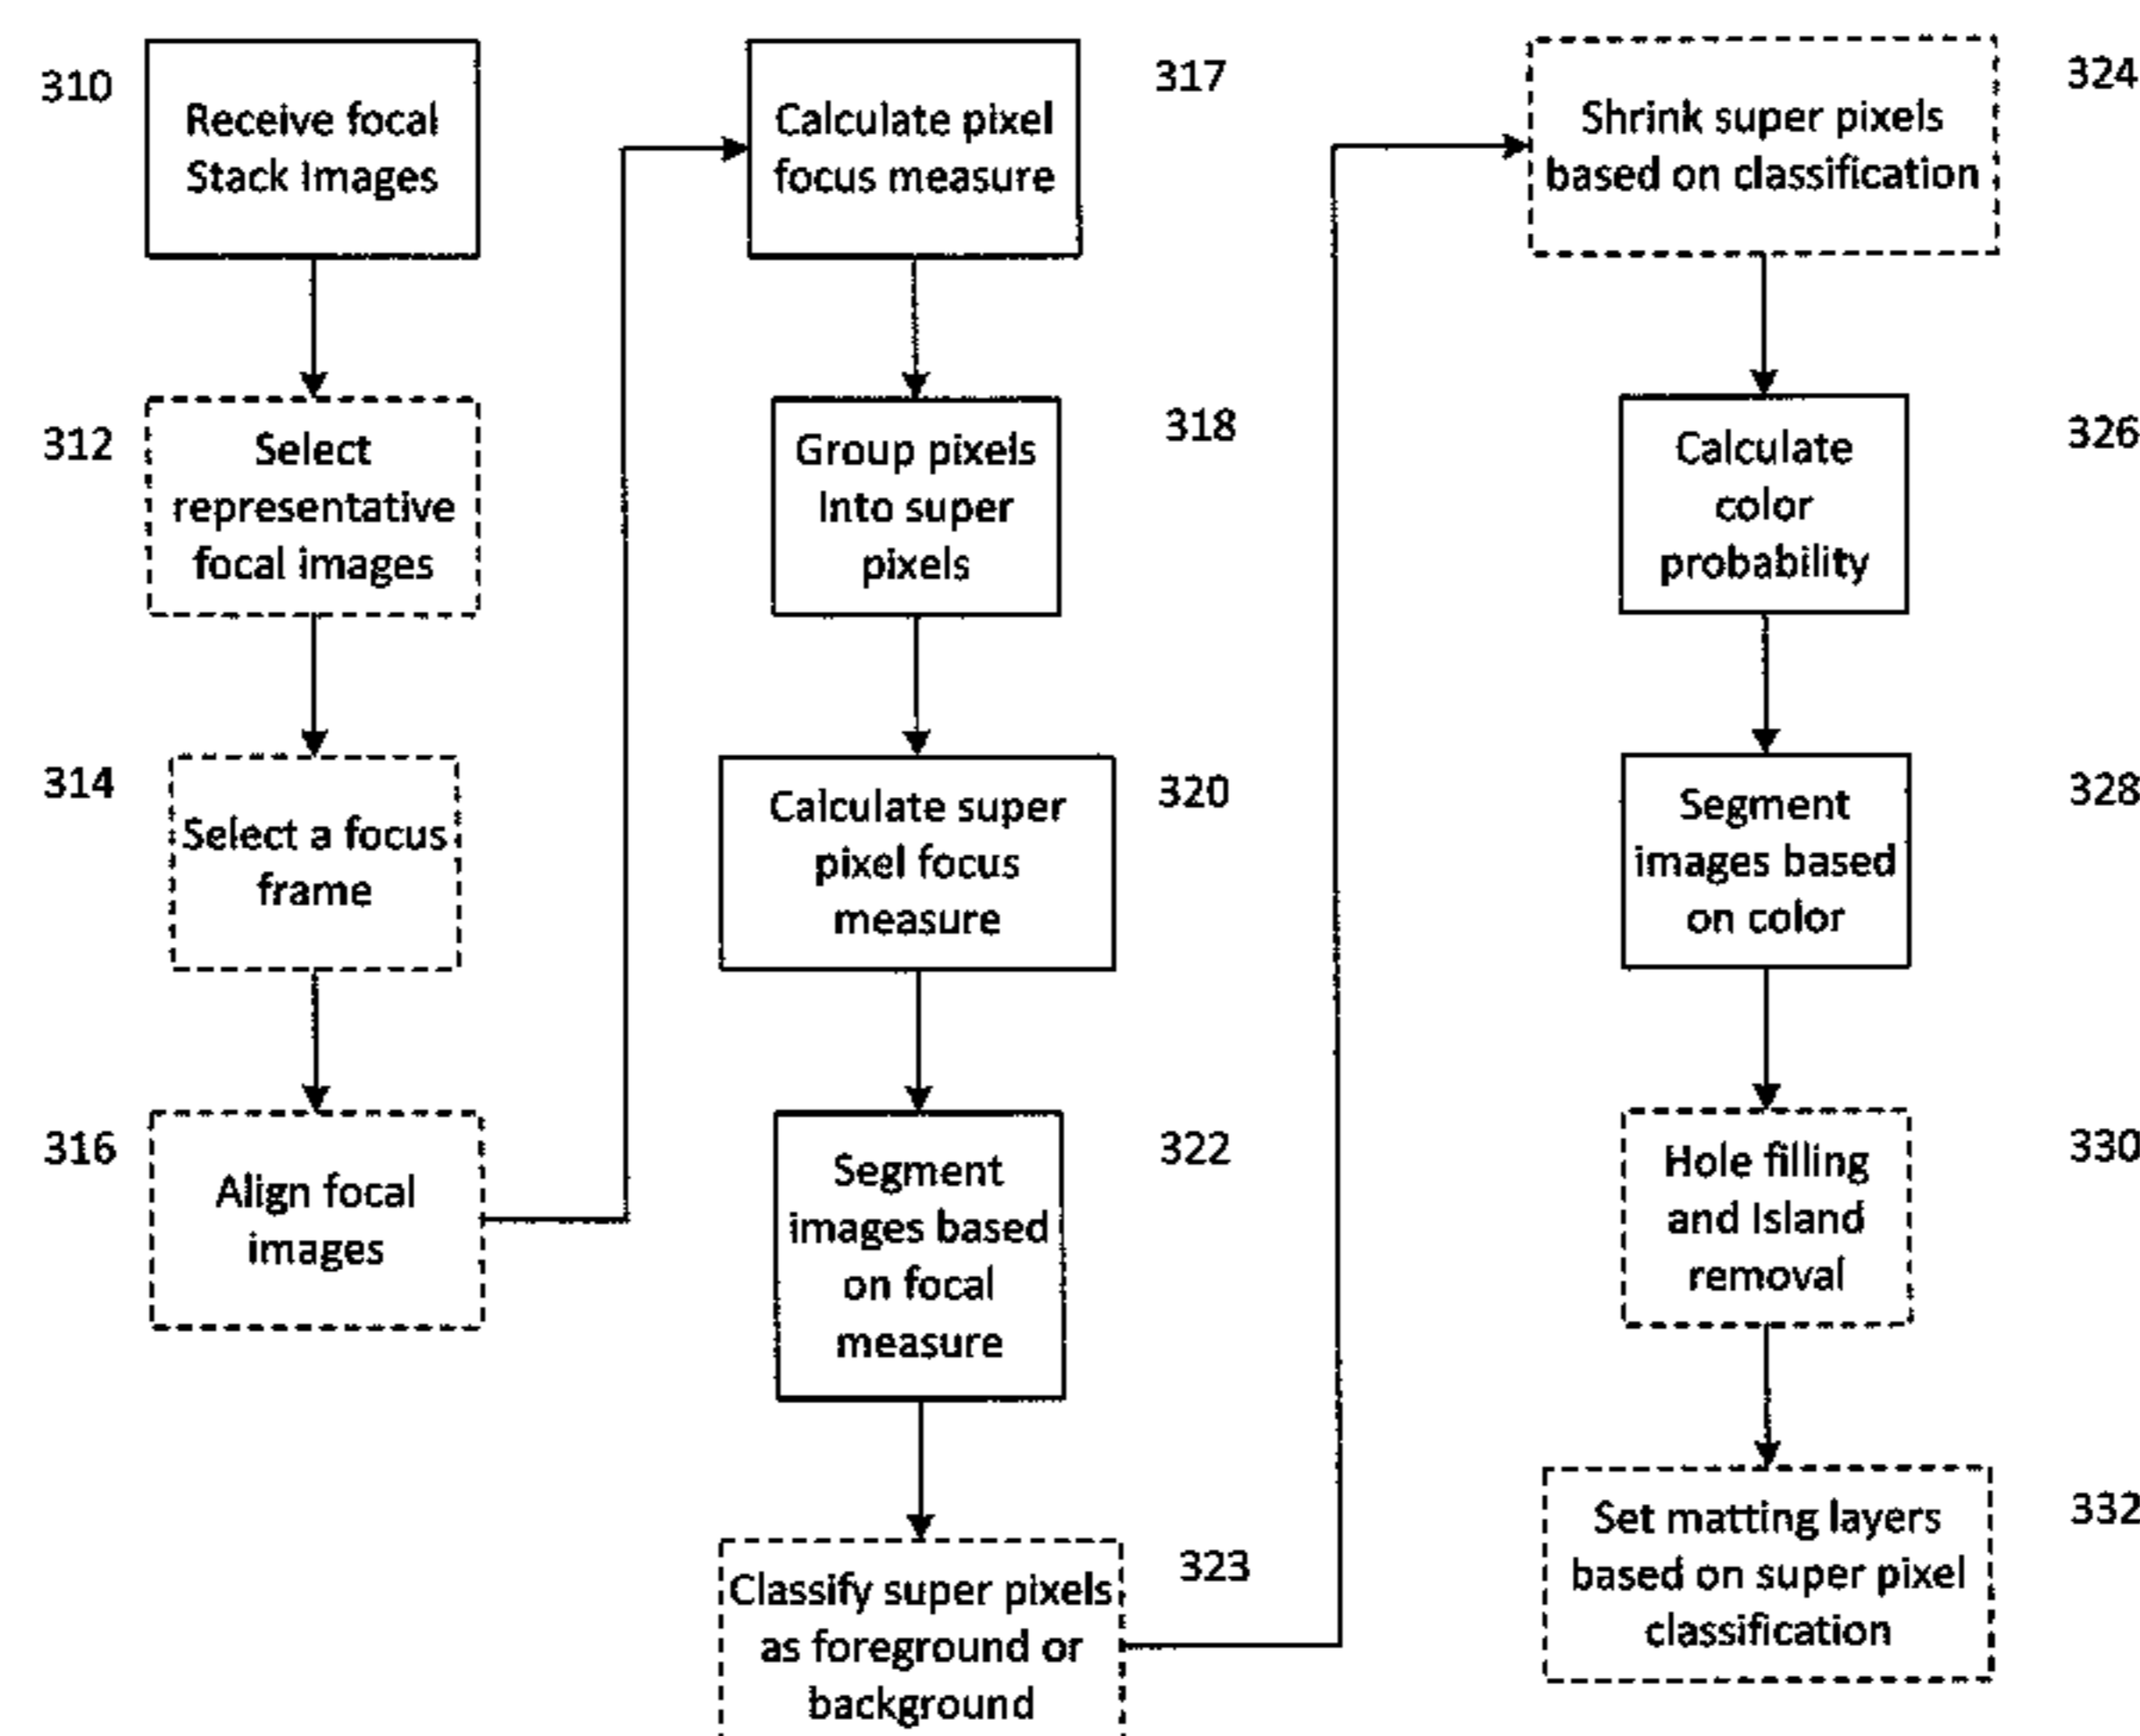 310
Receive focal
Stack Images
312
Select
representative
focal images
314
Select a focus
frame
316
Align focal
images
317
Calculate pixel
focus measure
318
Group pixels
Into super
pixels
320
Calculate super
pixel focus
measure
322
Segment
images based
on focal
measure
323
Classify super pixels
as foreground or
background
324
Shrink super pixels
based on classification
326
Calculate
color
probability
328
Segment
images based
on color
330
Hole filling
and Island
removal
332
Set matting layers
based on super pixel
classification